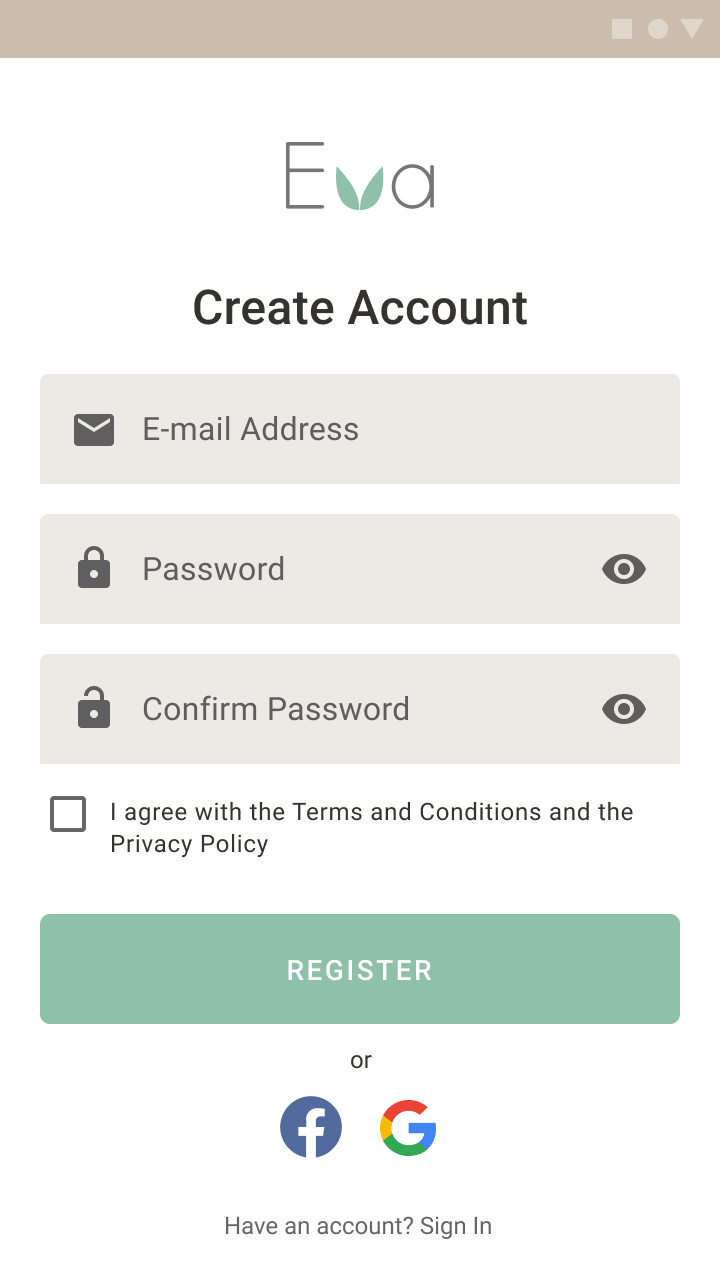 Eva
Create Account
E-mail Address
Password
Confirm Password
I agree with the Terms and Conditions and the
Privacy Policy
REGISTER
or
Have an account? Sign In